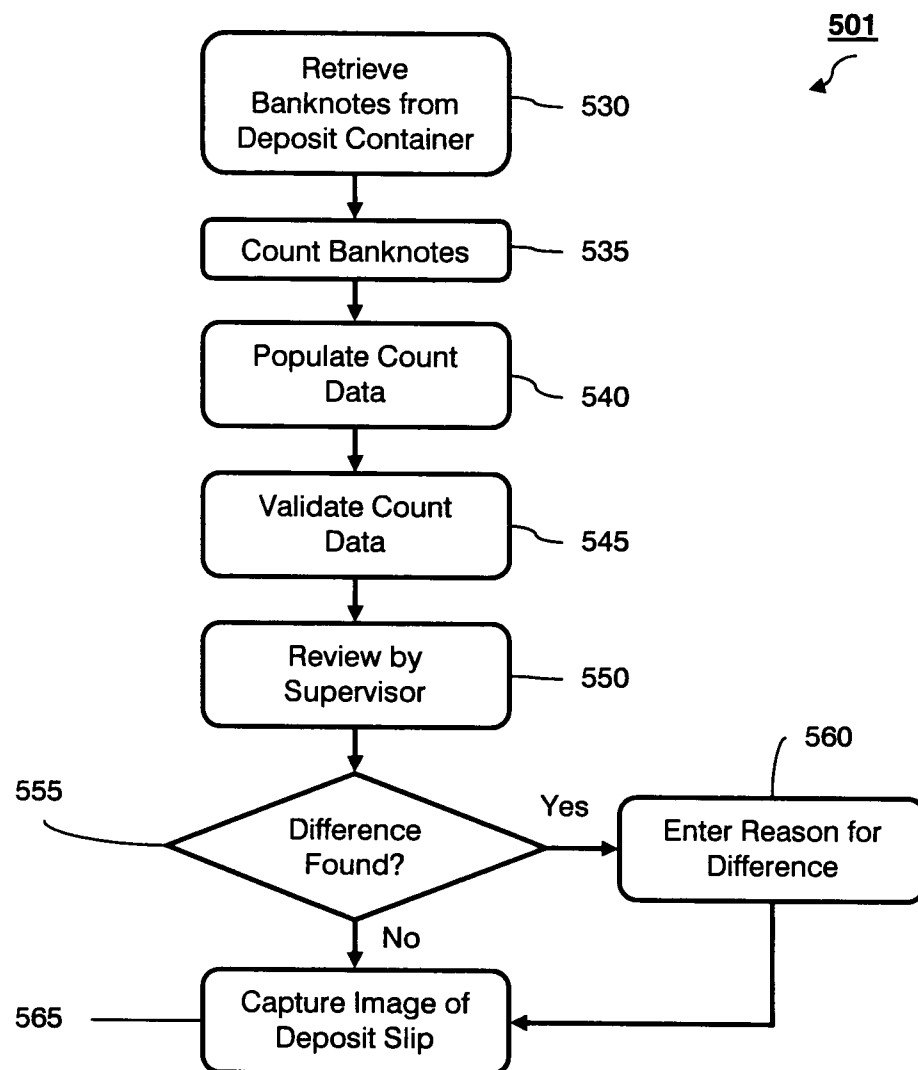 501
Retrieve
Banknotes from
Deposit Container
530
Count Banknotes
535
Populate Count
Data
540
Validate Count
Data
545
Review by
Supervisor
550
555
Difference
Found?
Yes
560
Enter Reason for
Difference
No
565
Capture Image of
Deposit Slip